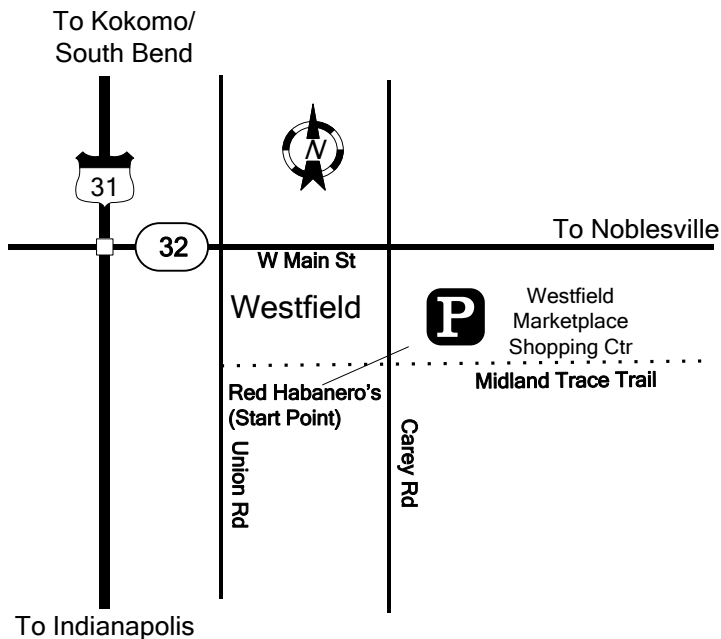 To Kokomo/
South Bend
N
31
32
To Noblesville
W Main St
Westfield
P
Westfield
Marketplace
Shopping Ctr
Midland Trace Trail
Red Habanero's
(Start Point)
Union Rd
Carey Rd
To Indianapolis